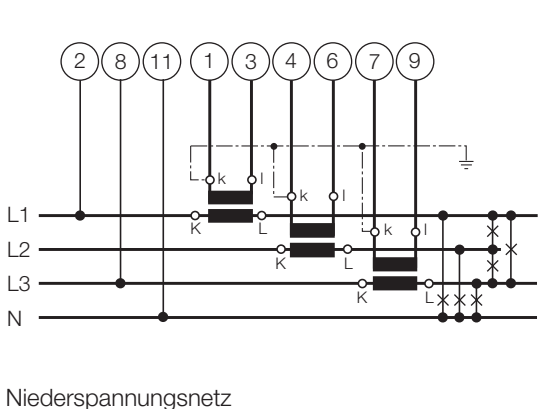 2 8 11 1 3 4 6 7 9
k l
k l
L1
K L
k l
L2
K L
L3
K L
N
Niederspannungsnetz